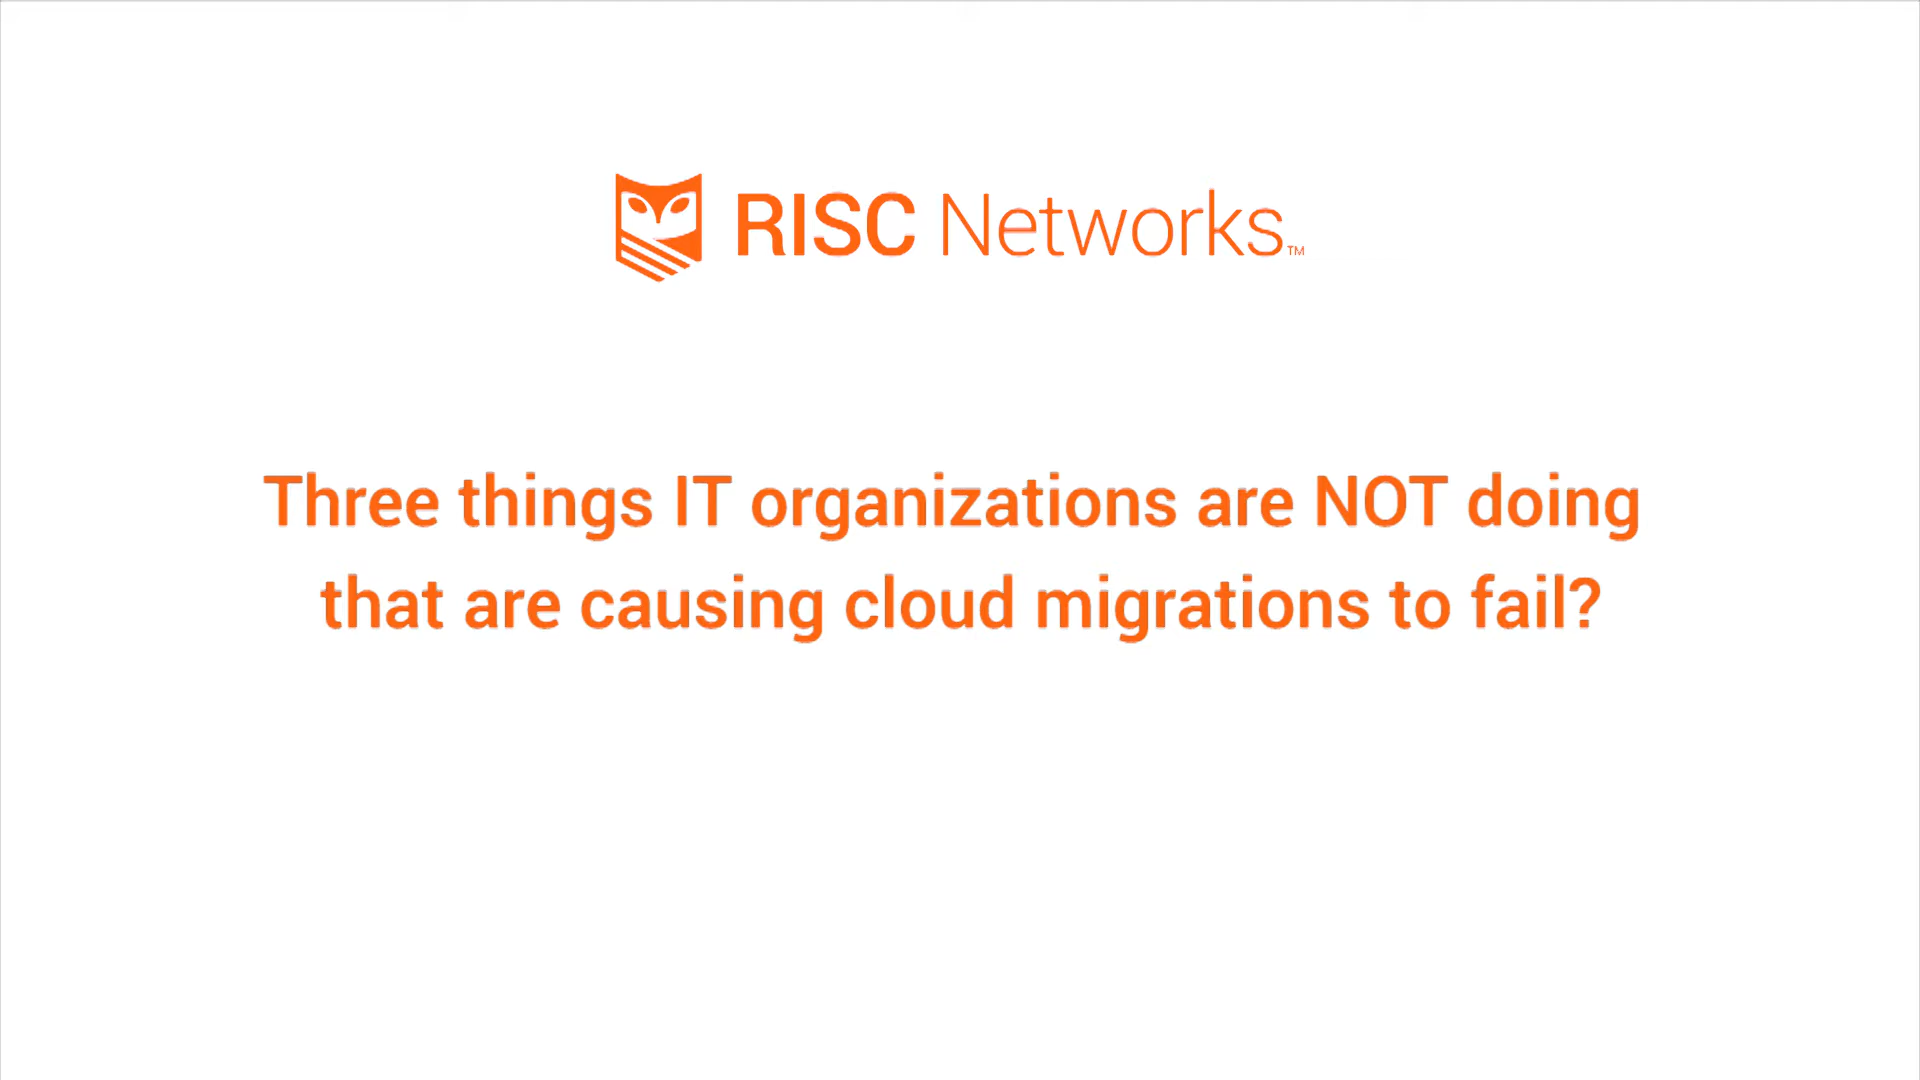 RISC Networks™
Three things IT organizations are NOT doing
that are causing cloud migrations to fail?